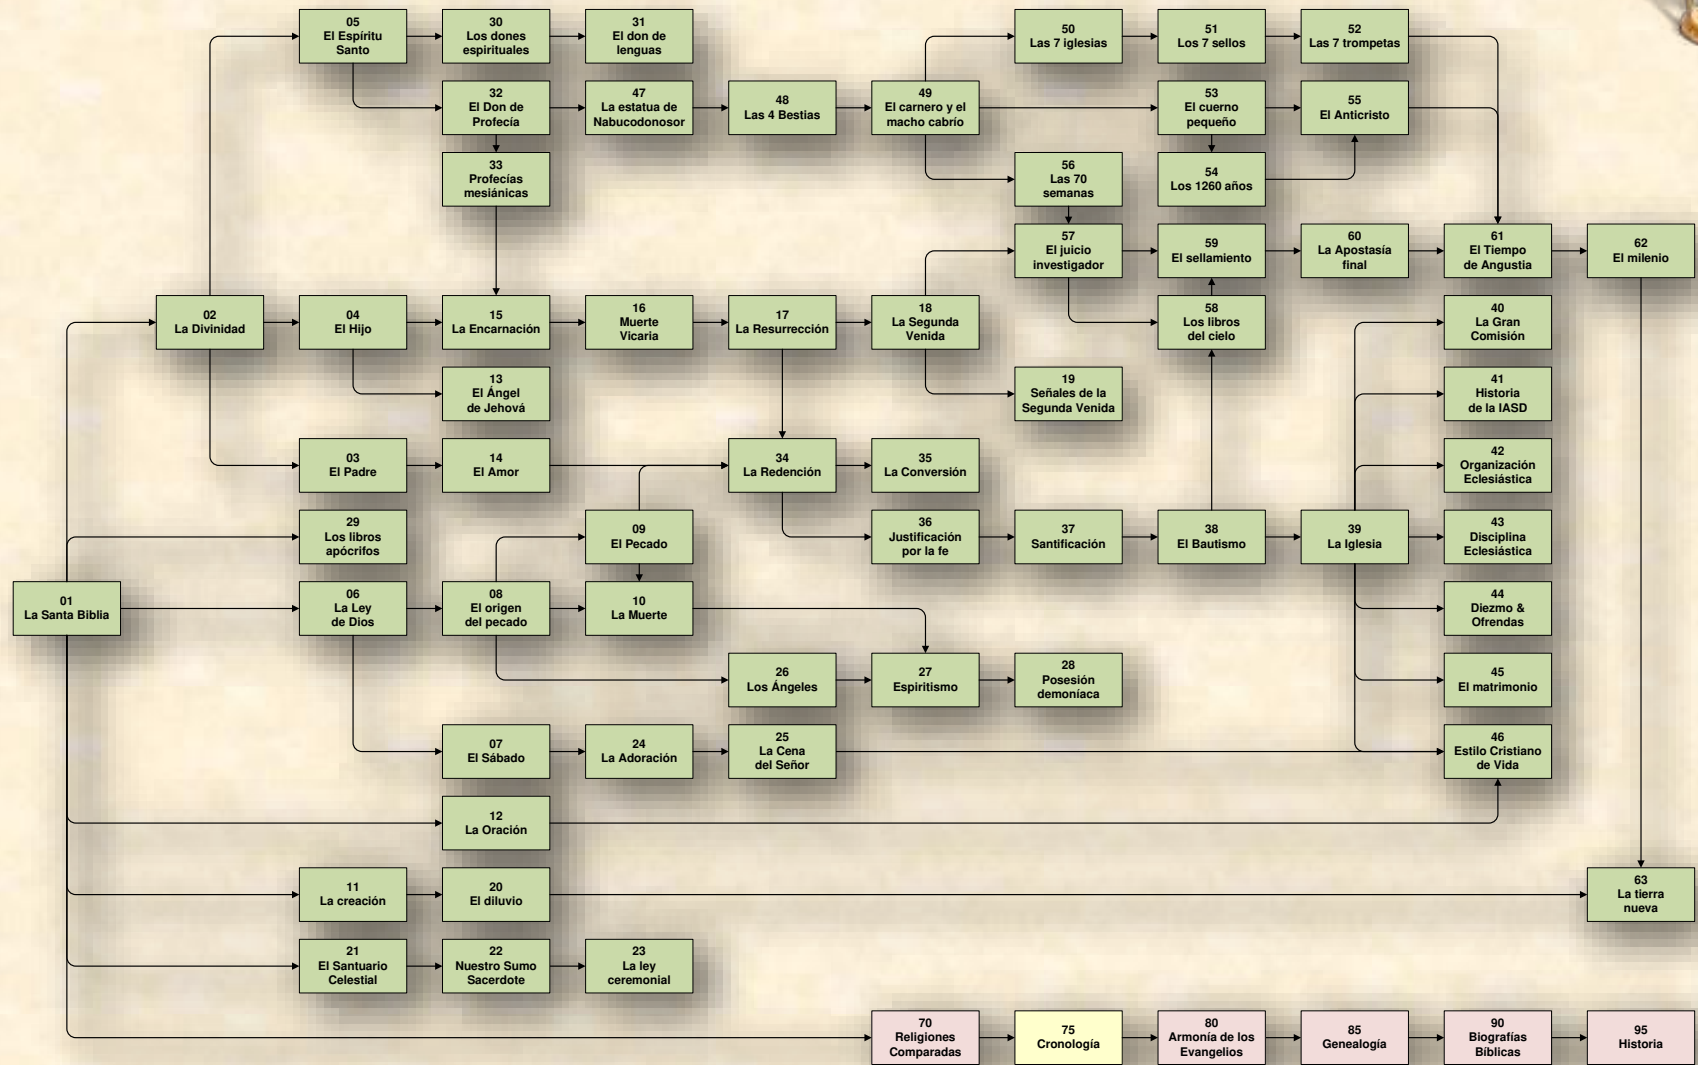 05
El Espíritu
Santo
30
Los dones
espirituales
31
El don de
lenguas
50
Las 7 iglesias
51
Los 7 sellos
52
Las 7 trompetas
32
El Don de
Profecía
47
La estatua de
Nabucodonosor
48
Las 4 Bestias
49
El carnero y el
macho cabrío
53
El cuerno
pequeño
55
El Anticristo
33
Profecías
mesiánicas
56
Las 70
semanas
54
Los 1260 años
57
El juicio
investigador
59
El sellamiento
60
La Apostasía
final
61
El Tiempo
de Angustia
62
El milenio
02
La Divinidad
04
El Hijo
15
La Encarnación
16
Muerte
Vicaria
17
La Resurrección
18
La Segunda
Venida
58
Los libros
del cielo
40
La Gran
Comisión
13
El Ángel
de Jehová
19
Señales de la
Segunda Venida
41
Historia
de la IASD
03
El Padre
14
El Amor
34
La Redención
35
La Conversión
42
Organización
Eclesiástica
29
Los libros
apócrifos
09
El Pecado
36
Justificación
por la fe
37
Santificación
38
El Bautismo
39
La Iglesia
43
Disciplina
Eclesiástica
01
La Santa Biblia
06
La Ley
de Dios
08
El origen
del pecado
10
La Muerte
44
Diezmo &
Ofrendas
26
Los Ángeles
27
Espiritismo
28
Posesión
demoníaca
45
El matrimonio
07
El Sábado
24
La Adoración
25
La Cena
del Señor
46
Estilo Cristiano
de Vida
12
La Oración
11
La creación
20
El diluvio
63
La tierra
nueva
21
El Santuario
Celestial
22
Nuestro Sumo
Sacerdote
23
La ley
ceremonial
70
Religiones
Comparadas
75
Cronología
80
Armonía de los
Evangelios
85
Genealogía
90
Biografías
Bíblicas
95
Historia